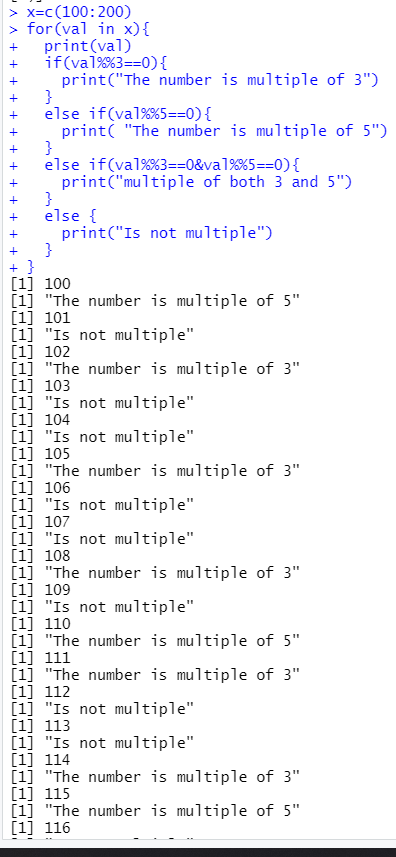 > x=c(100:200)
> for(val in x){
+   print(val)
+   if(val%%3==0){
+     print("The number is multiple of 3")
+   }
+   else if(val%%5==0){
+     print( "The number is multiple of 5")
+   }
+   else if(val%%3==0&val%%5==0){
+     print("multiple of both 3 and 5")
+   }
+   else {
+     print("Is not multiple")
+   }
+ }
[1] 100
[1] "The number is multiple of 5"
[1] 101
[1] "Is not multiple"
[1] 102
[1] "The number is multiple of 3"
[1] 103
[1] "Is not multiple"
[1] 104
[1] "Is not multiple"
[1] 105
[1] "The number is multiple of 3"
[1] 106
[1] "Is not multiple"
[1] 107
[1] "Is not multiple"
[1] 108
[1] "The number is multiple of 3"
[1] 109
[1] "Is not multiple"
[1] 110
[1] "The number is multiple of 5"
[1] 111
[1] "The number is multiple of 3"
[1] 112
[1] "Is not multiple"
[1] 113
[1] "Is not multiple"
[1] 114
[1] "The number is multiple of 3"
[1] 115
[1] "The number is multiple of 5"
[1] 116